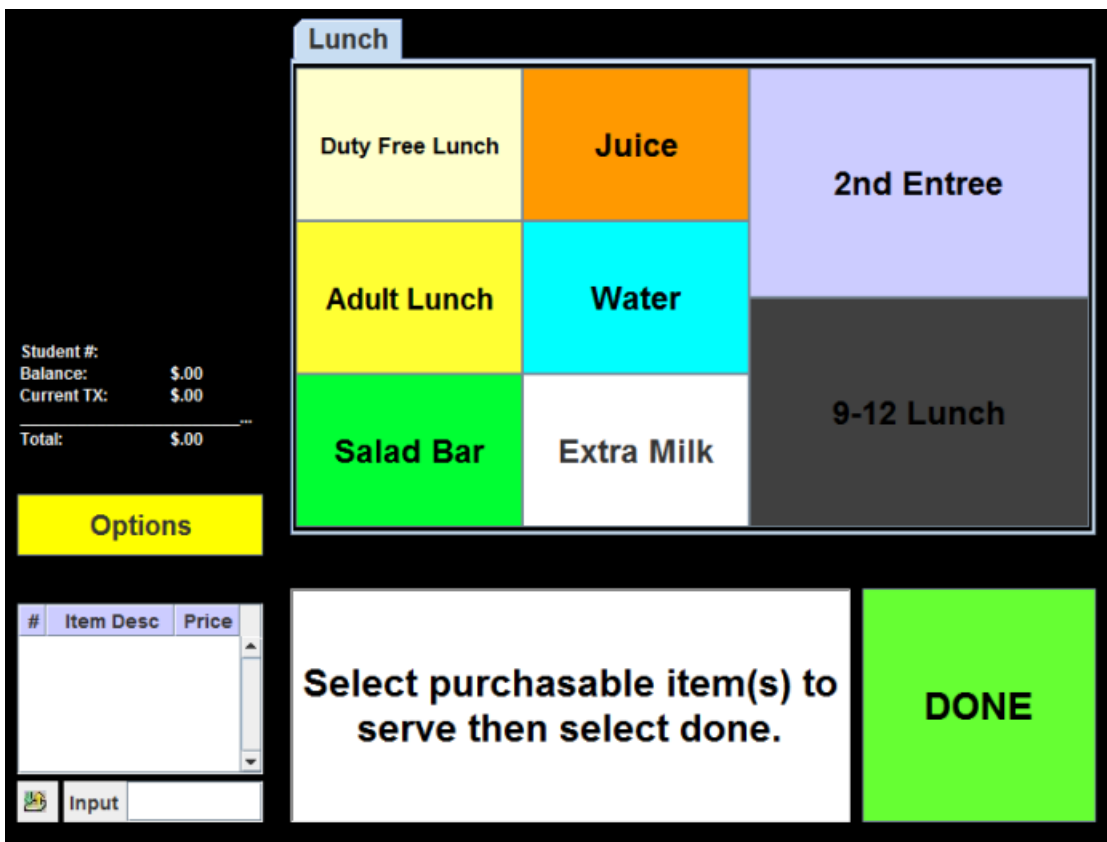 Lunch
Duty Free Lunch
Juice
2nd Entree
Adult Lunch
Water
9-12 Lunch
Salad Bar
Extra Milk
Student #:
Balance: $.00
Current TX: $.00
...
Total: $.00
Options
# Item Desc Price
Input
Select purchasable item(s) to
serve then select done.
DONE